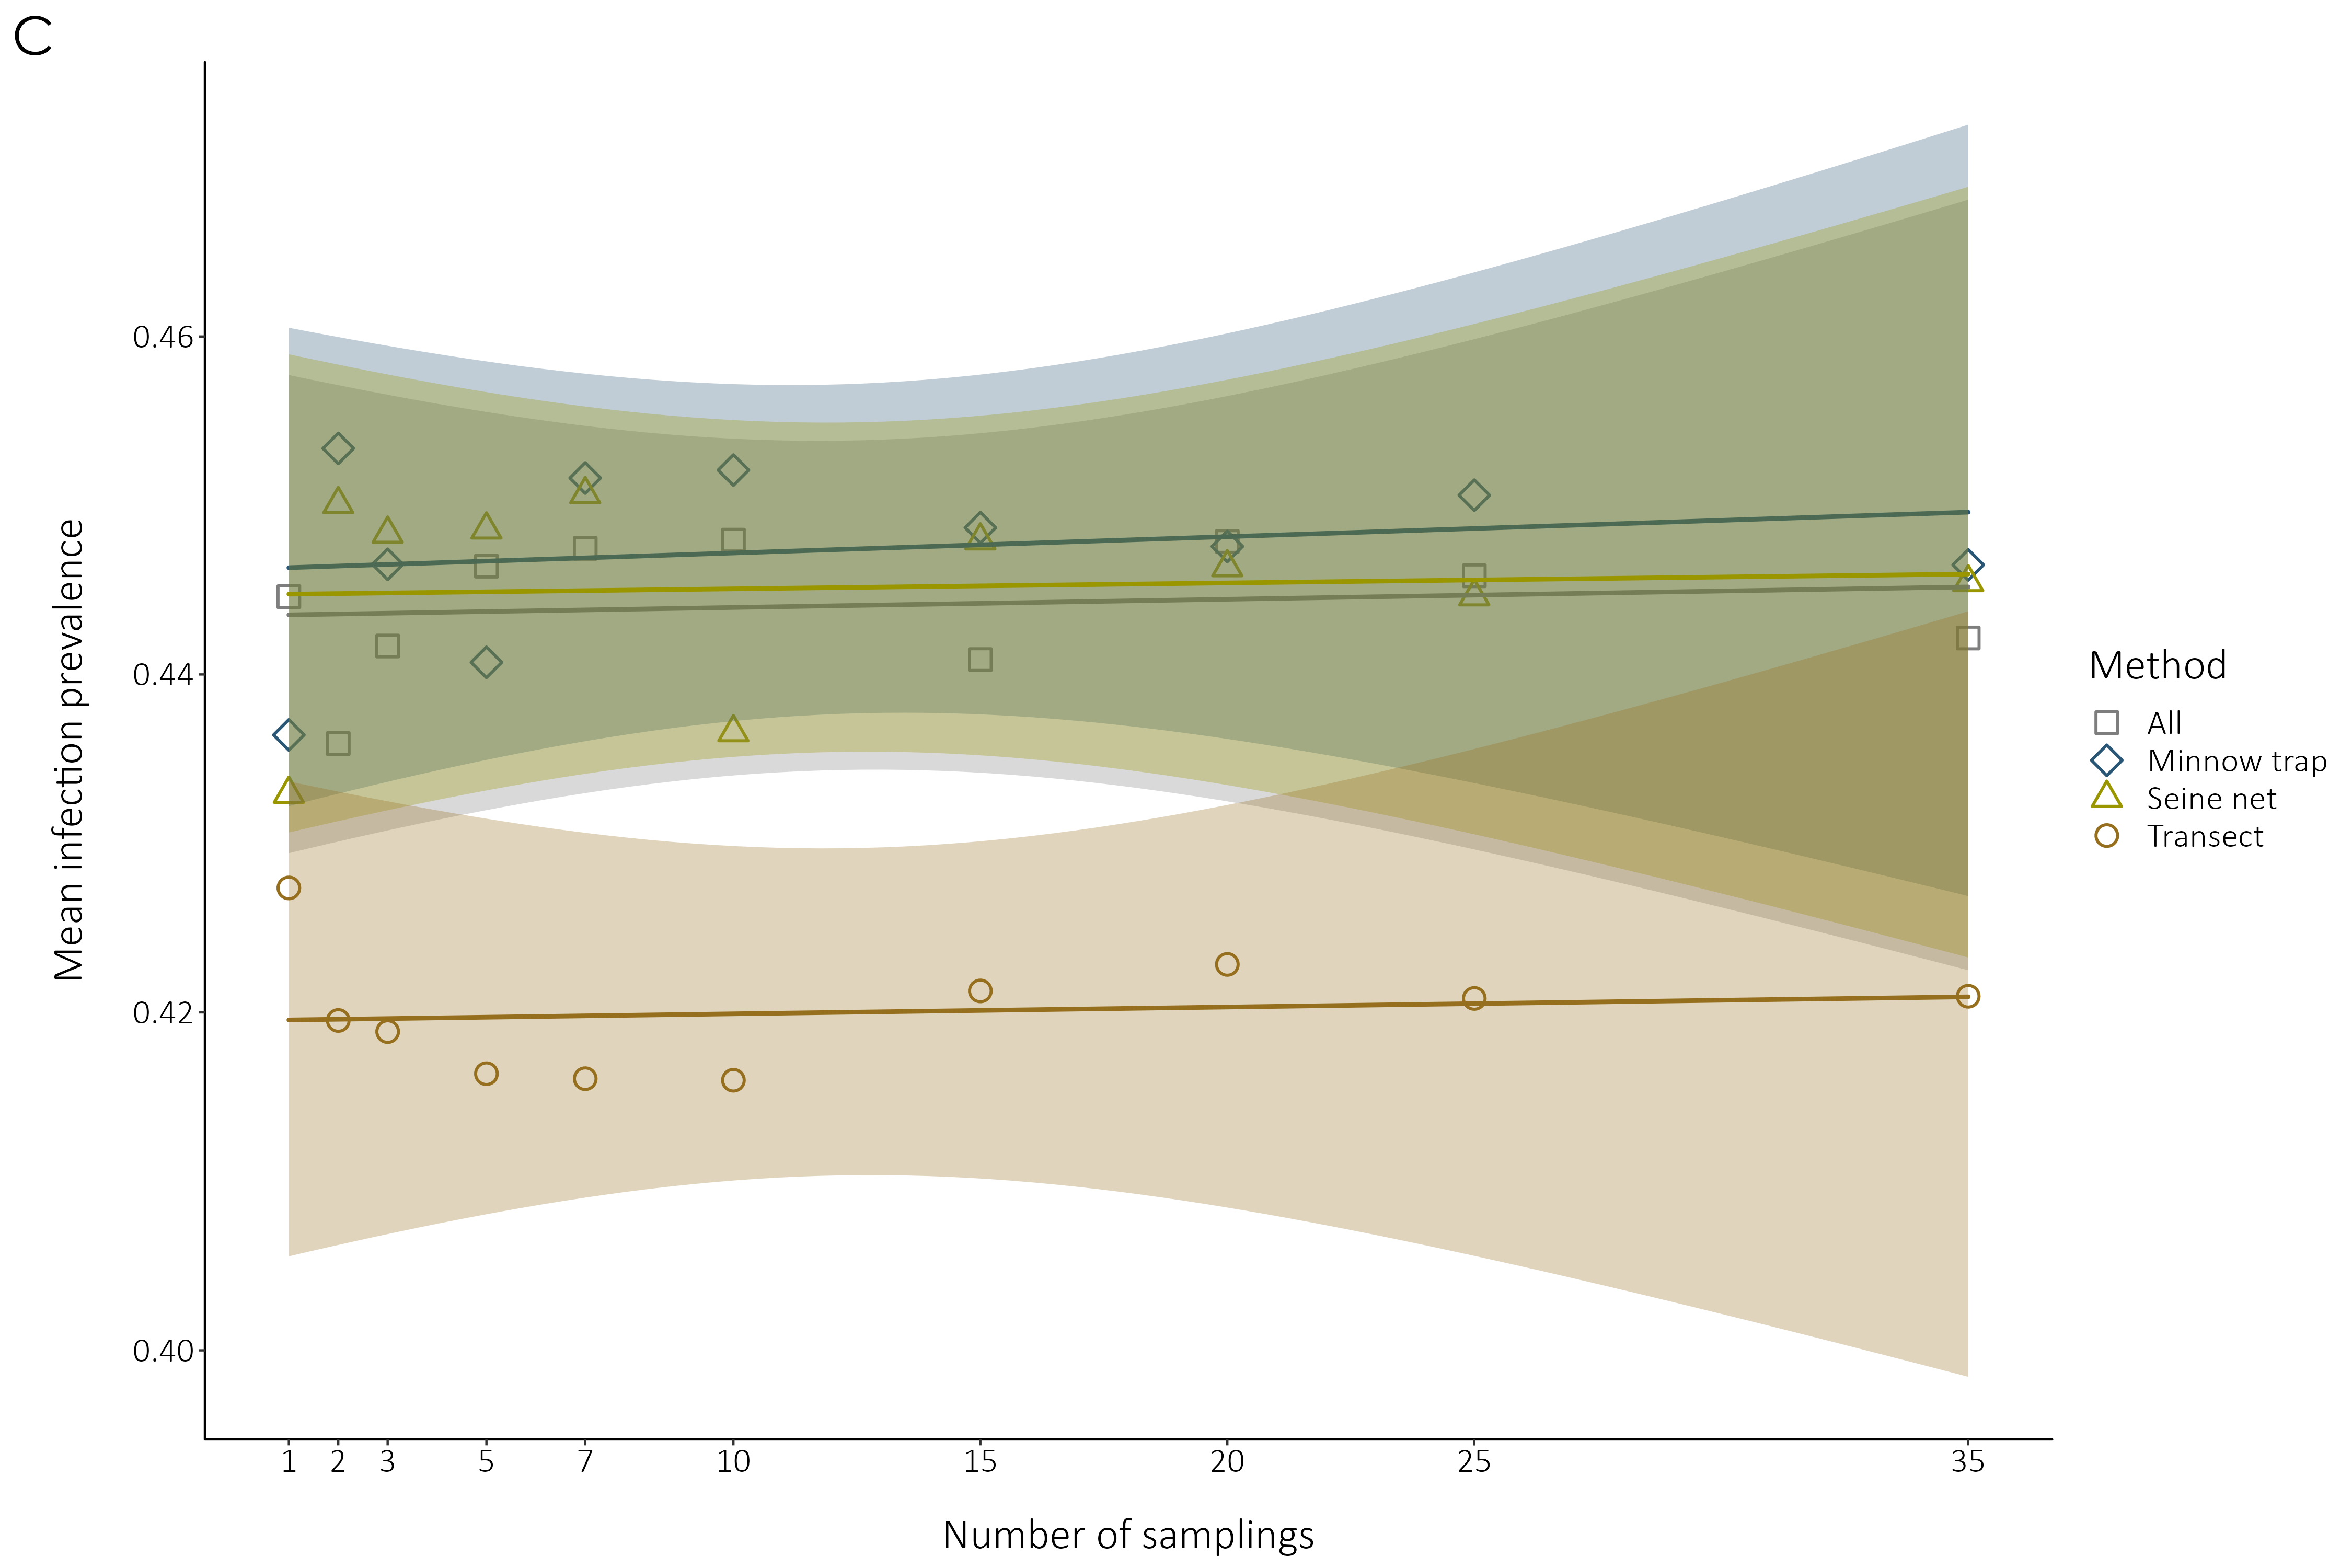 C
Mean infection prevalence
0.46
0.44
0.42
0.40
1 2 3 5 7 10 15 20 25 35
Number of samplings
Method
All
Minnow trap
Seine net
Transect